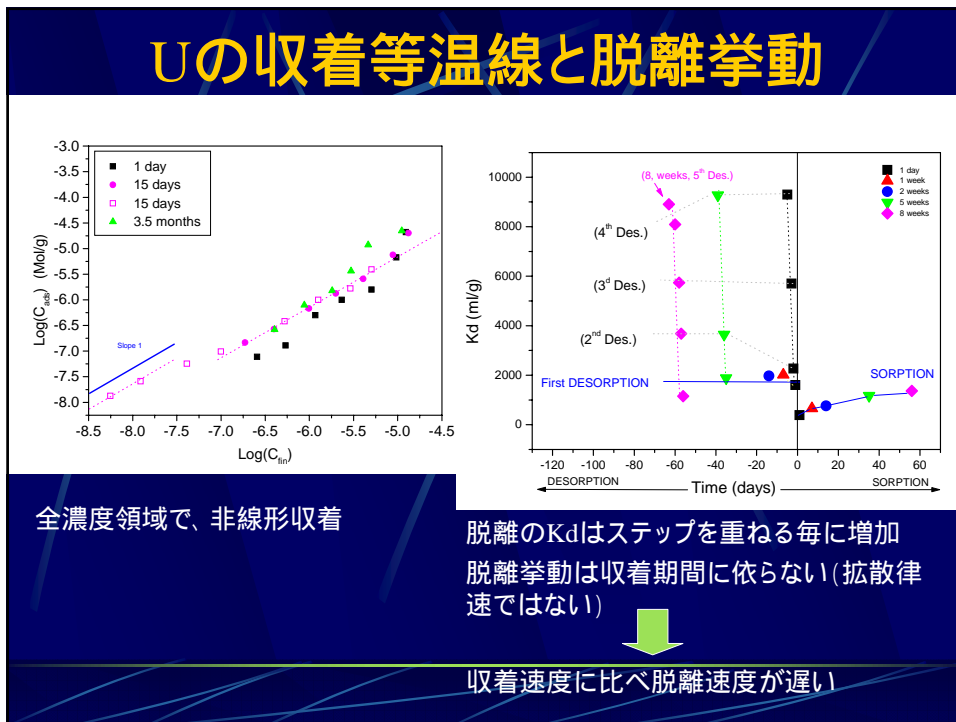 Uの収着等温線と脱離挙動
-3.0
-3.5
-4.0
-4.5
-5.0
-5.5
-6.0
-6.5
-7.0
-7.5
-8.0
Log(C_ads) (Mol/g)
1 day
15 days
15 days
3.5 months
Slope 1
-8.5 -8.0 -7.5 -7.0 -6.5 -6.0 -5.5 -5.0 -4.5
Log(C_fin)
全濃度領域で、非線形収着
10000
8000
6000
4000
2000
0
Kd (ml/g)
(8, weeks, 5th Des.)
1 day
1 week
2 weeks
5 weeks
8 weeks
(4th Des.)
(3d Des.)
(2nd Des.)
First DESORPTION
SORPTION
-120 -100 -80 -60 -40 -20 0 20 40 60
DESORPTION
Time (days)
SORPTION
脱離のKdはステップを重ねる毎に増加
脱離挙動は収着期間に依らない(拡散律
速ではない)
収着速度に比べ脱離速度が遅い